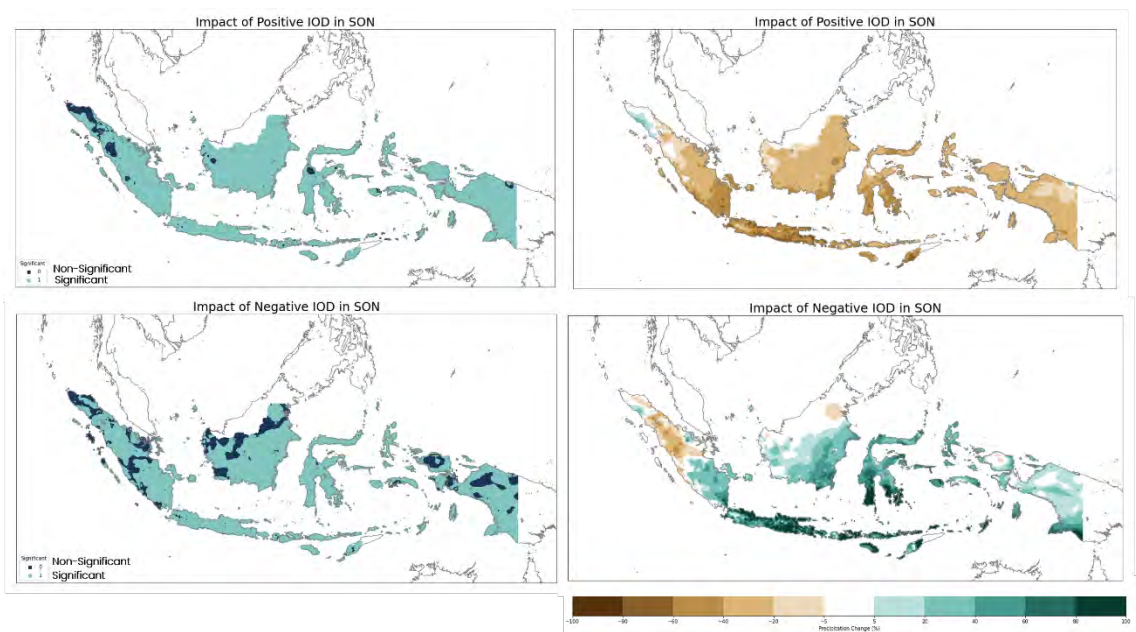 Impact of Positive IOD in SON
Impact of Positive IOD in SON
Significant
0 Non-Significant
1 Significant
Impact of Negative IOD in SON
Impact of Negative IOD in SON
Significant
0 Non-Significant
1 Significant
-100 -80 -60 -40 -20 -5 5 20 40 60 80 100
Precipitation Change (%)